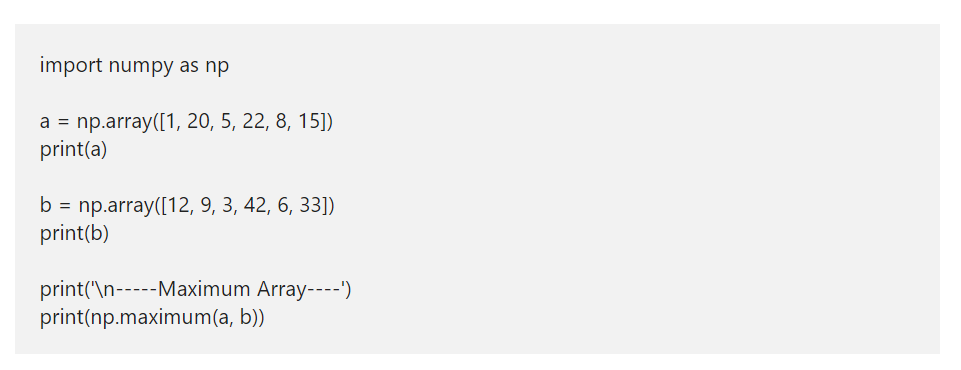 import numpy as np
a = np.array([1, 20, 5, 22, 8, 15])
print(a)
b = np.array([12, 9, 3, 42, 6, 33])
print(b)
print('\n-----Maximum Array----')
print(np.maximum(a, b))